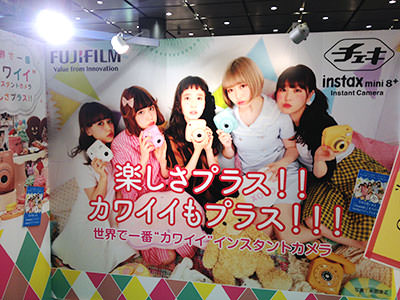 FUJIFILM
Value from Innovation
チェキ
instax mini 8+
Instant Camera
楽しさプラス!!
カワイイもプラス!!!
世界で一番"カワイイ"インスタントカメラ